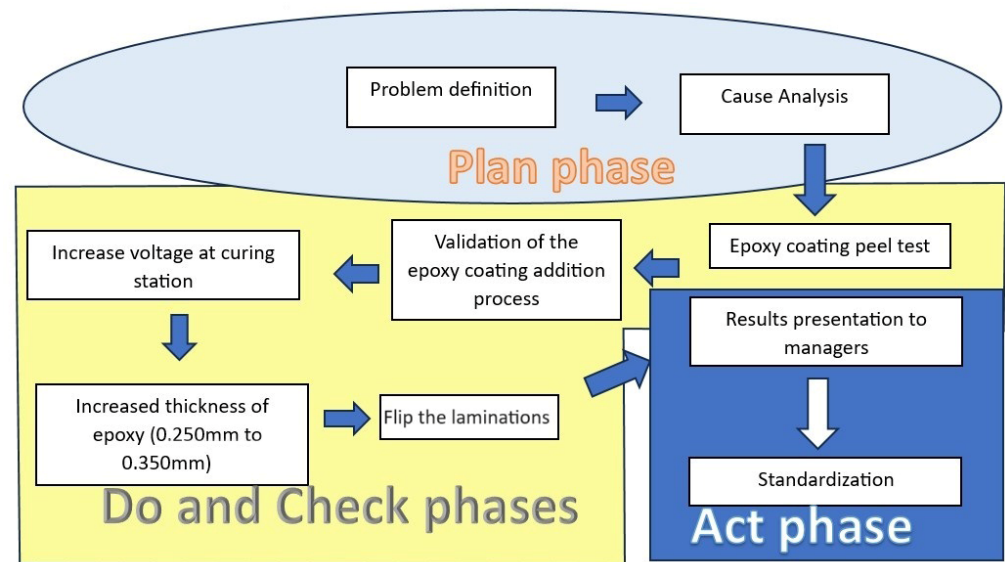 Problem definition
Cause Analysis
Plan phase
Epoxy coating peel test
Validation of the
epoxy coating addition
process
Increase voltage at curing
station
Increased thickness of
epoxy (0.250mm to
0.350mm)
Flip the laminations
Do and Check phases
Results presentation to
managers
Standardization
Act phase